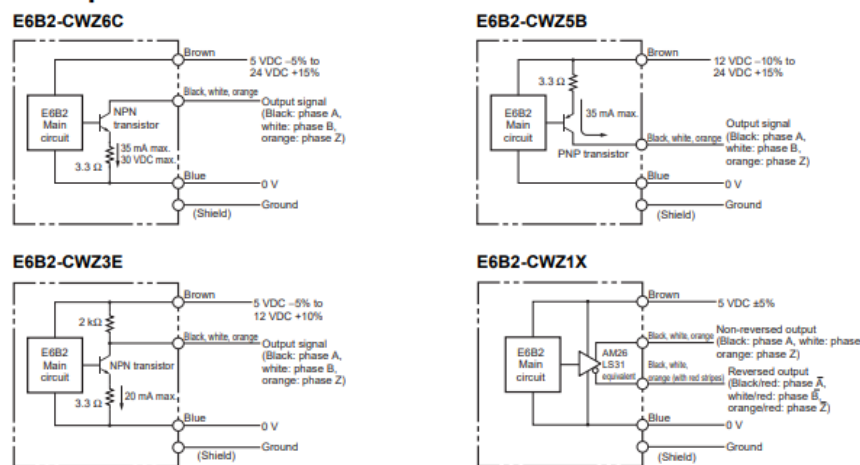 E6B2-CWZ6C
Brown
5 VDC –5% to
24 VDC +15%
Black, white, orange
Output signal
(Black: phase A,
white: phase B,
orange: phase Z)
E6B2
Main
circuit
NPN
transistor
35 mA max.
30 VDC max.
3.3 Ω
Blue
0 V
Ground
(Shield)
E6B2-CWZ5B
Brown
12 VDC –10% to
24 VDC +15%
3.3 Ω
E6B2
Main
circuit
35 mA max.
Output signal
Black, white, orange
(Black: phase A,
white: phase B,
orange: phase Z)
PNP transistor
Blue
0 V
Ground
(Shield)
E6B2-CWZ3E
Brown
5 VDC –5% to
12 VDC +10%
2 kΩ
Black, white, orange
Output signal
(Black: phase A,
white: phase B,
orange: phase Z)
E6B2
Main
circuit
NPN transistor
3.3 Ω
20 mA max.
Blue
0 V
Ground
(Shield)
E6B2-CWZ1X
Brown
5 VDC ±5%
Black, white, orange
Non-reversed output
(Black: phase A, white: phase
orange: phase Z)
E6B2
Main
circuit
AM26
LS31
equivalent
Black, white,
orange (with red stripes)
Reversed output
(Black/red: phase A̅,
white/red: phase B̅,
orange/red: phase Z̅)
Blue
0 V
Ground
(Shield)